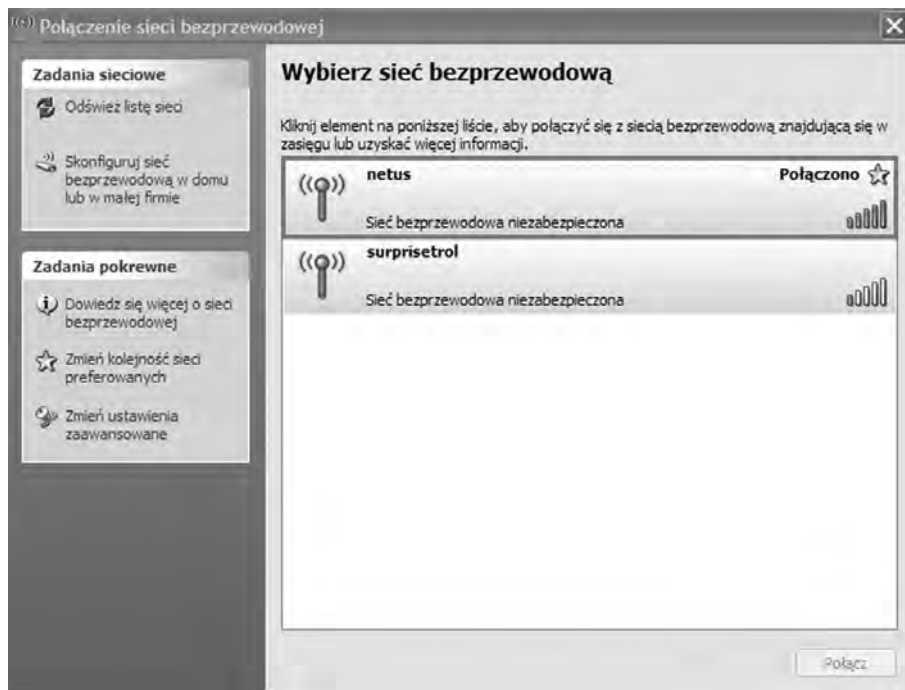 Połączenie sieci bezprzewodowej
Zadania sieciowe
Odśwież listę sieci
Skonfiguruj sieć
bezprzewodową w domu
lub w małej firmie
Zadania pokrewne
Dowiedz się więcej o sieci
bezprzewodowej
Zmień kolejność sieci
preferowanych
Zmień ustawienia
zaawansowane
Wybierz sieć bezprzewodową
Kliknij element na poniższej liście, aby połączyć się z siecią bezprzewodową znajdującą się w
zasięgu lub uzyskać więcej informacji.
netus Połączono
Sieć bezprzewodowa niezabezpieczona
surprisetrol
Sieć bezprzewodowa niezabezpieczona
Połącz